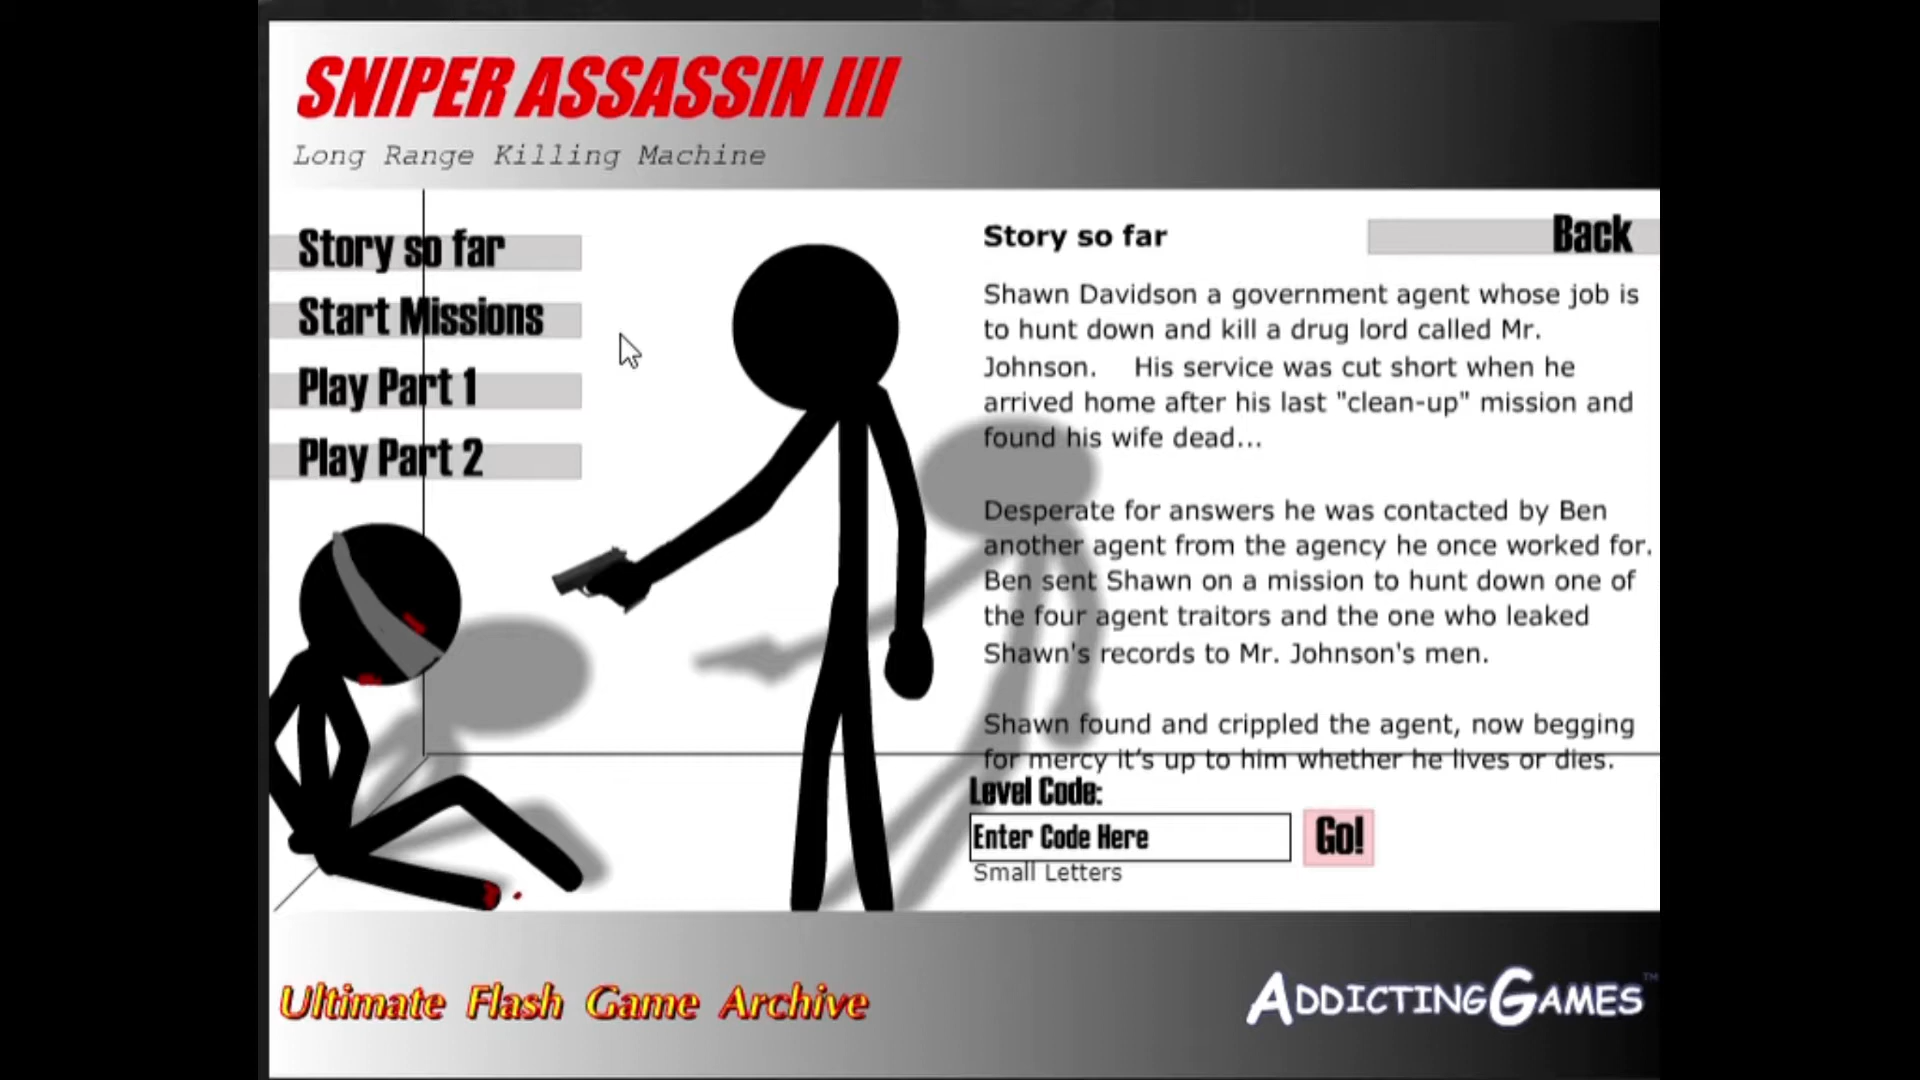 SNIPER ASSASSIN III
Long Range Killing Machine
Story so far
Start Missions
Play Part 1
Play Part 2
Story so far
Back
Shawn Davidson a government agent whose job is
to hunt down and kill a drug lord called Mr.
Johnson.    His service was cut short when he
arrived home after his last "clean-up" mission and
found his wife dead...
Desperate for answers he was contacted by Ben
another agent from the agency he once worked for.
Ben sent Shawn on a mission to hunt down one of
the four agent traitors and the one who leaked
Shawn's records to Mr. Johnson's men.
Shawn found and crippled the agent, now begging
for mercy it’s up to him whether he lives or dies.
Level Code:
Enter Code Here
Go!
Small Letters
Ultimate Flash Game Archive
ADDICTINGGAMES™